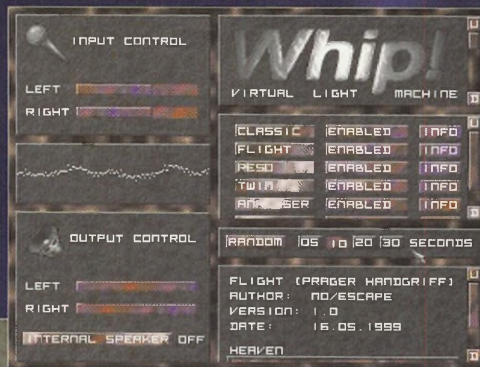 INPUT CONTROL
LEFT
RIGHT
OUTPUT CONTROL
LEFT
RIGHT
INTERNAL SPEAKER OFF
Whip!
VIRTUAL LIGHT MACHINE
U
D
CLASSIC ENABLED INFO
FLIGHT ENABLED INFO
RESO ENABLED INFO
TWIN ENABLED INFO
ENABLED INFO
U
D
RANDOM 05 10 20 30 SECONDS
FLIGHT (PRAGER HANDGRIFF)
AUTHOR: NO/ESCAPE
VERSION: 1.0
DATE: 16.05.1999
HEAVEN
U
D